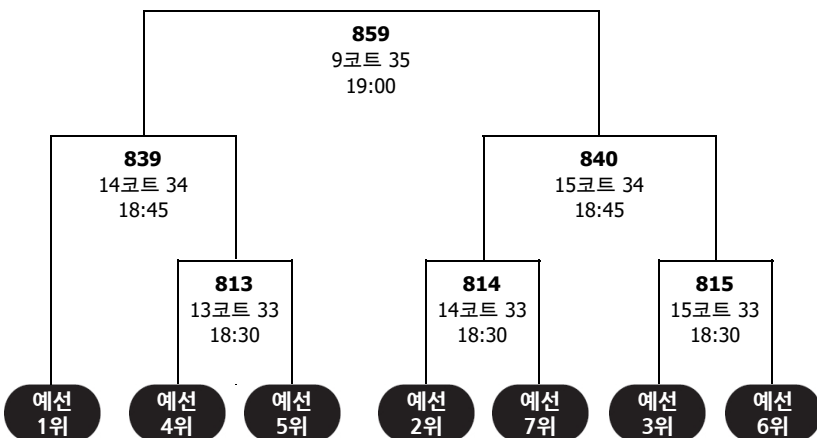 859
9코트 35
19:00
839
14코트 34
18:45
840
15코트 34
18:45
813
13코트 33
18:30
814
14코트 33
18:30
815
15코트 33
18:30
예선
1위
예선
4위
예선
5위
예선
2위
예선
7위
예선
3위
예선
6위